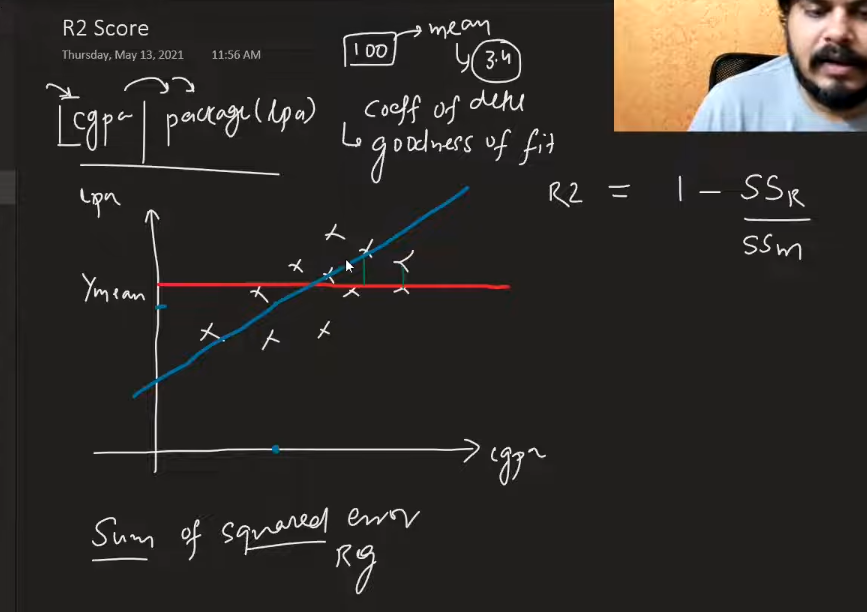 R2 Score
Thursday, May 13, 2021 11:56 AM
100 → mean
3.4
cgpa | package (lpa)
coeff of
goodness of fit
R2 = 1 - SSR
SSm
lpa
Ymean
cgpa
Sum of squared error
Rg